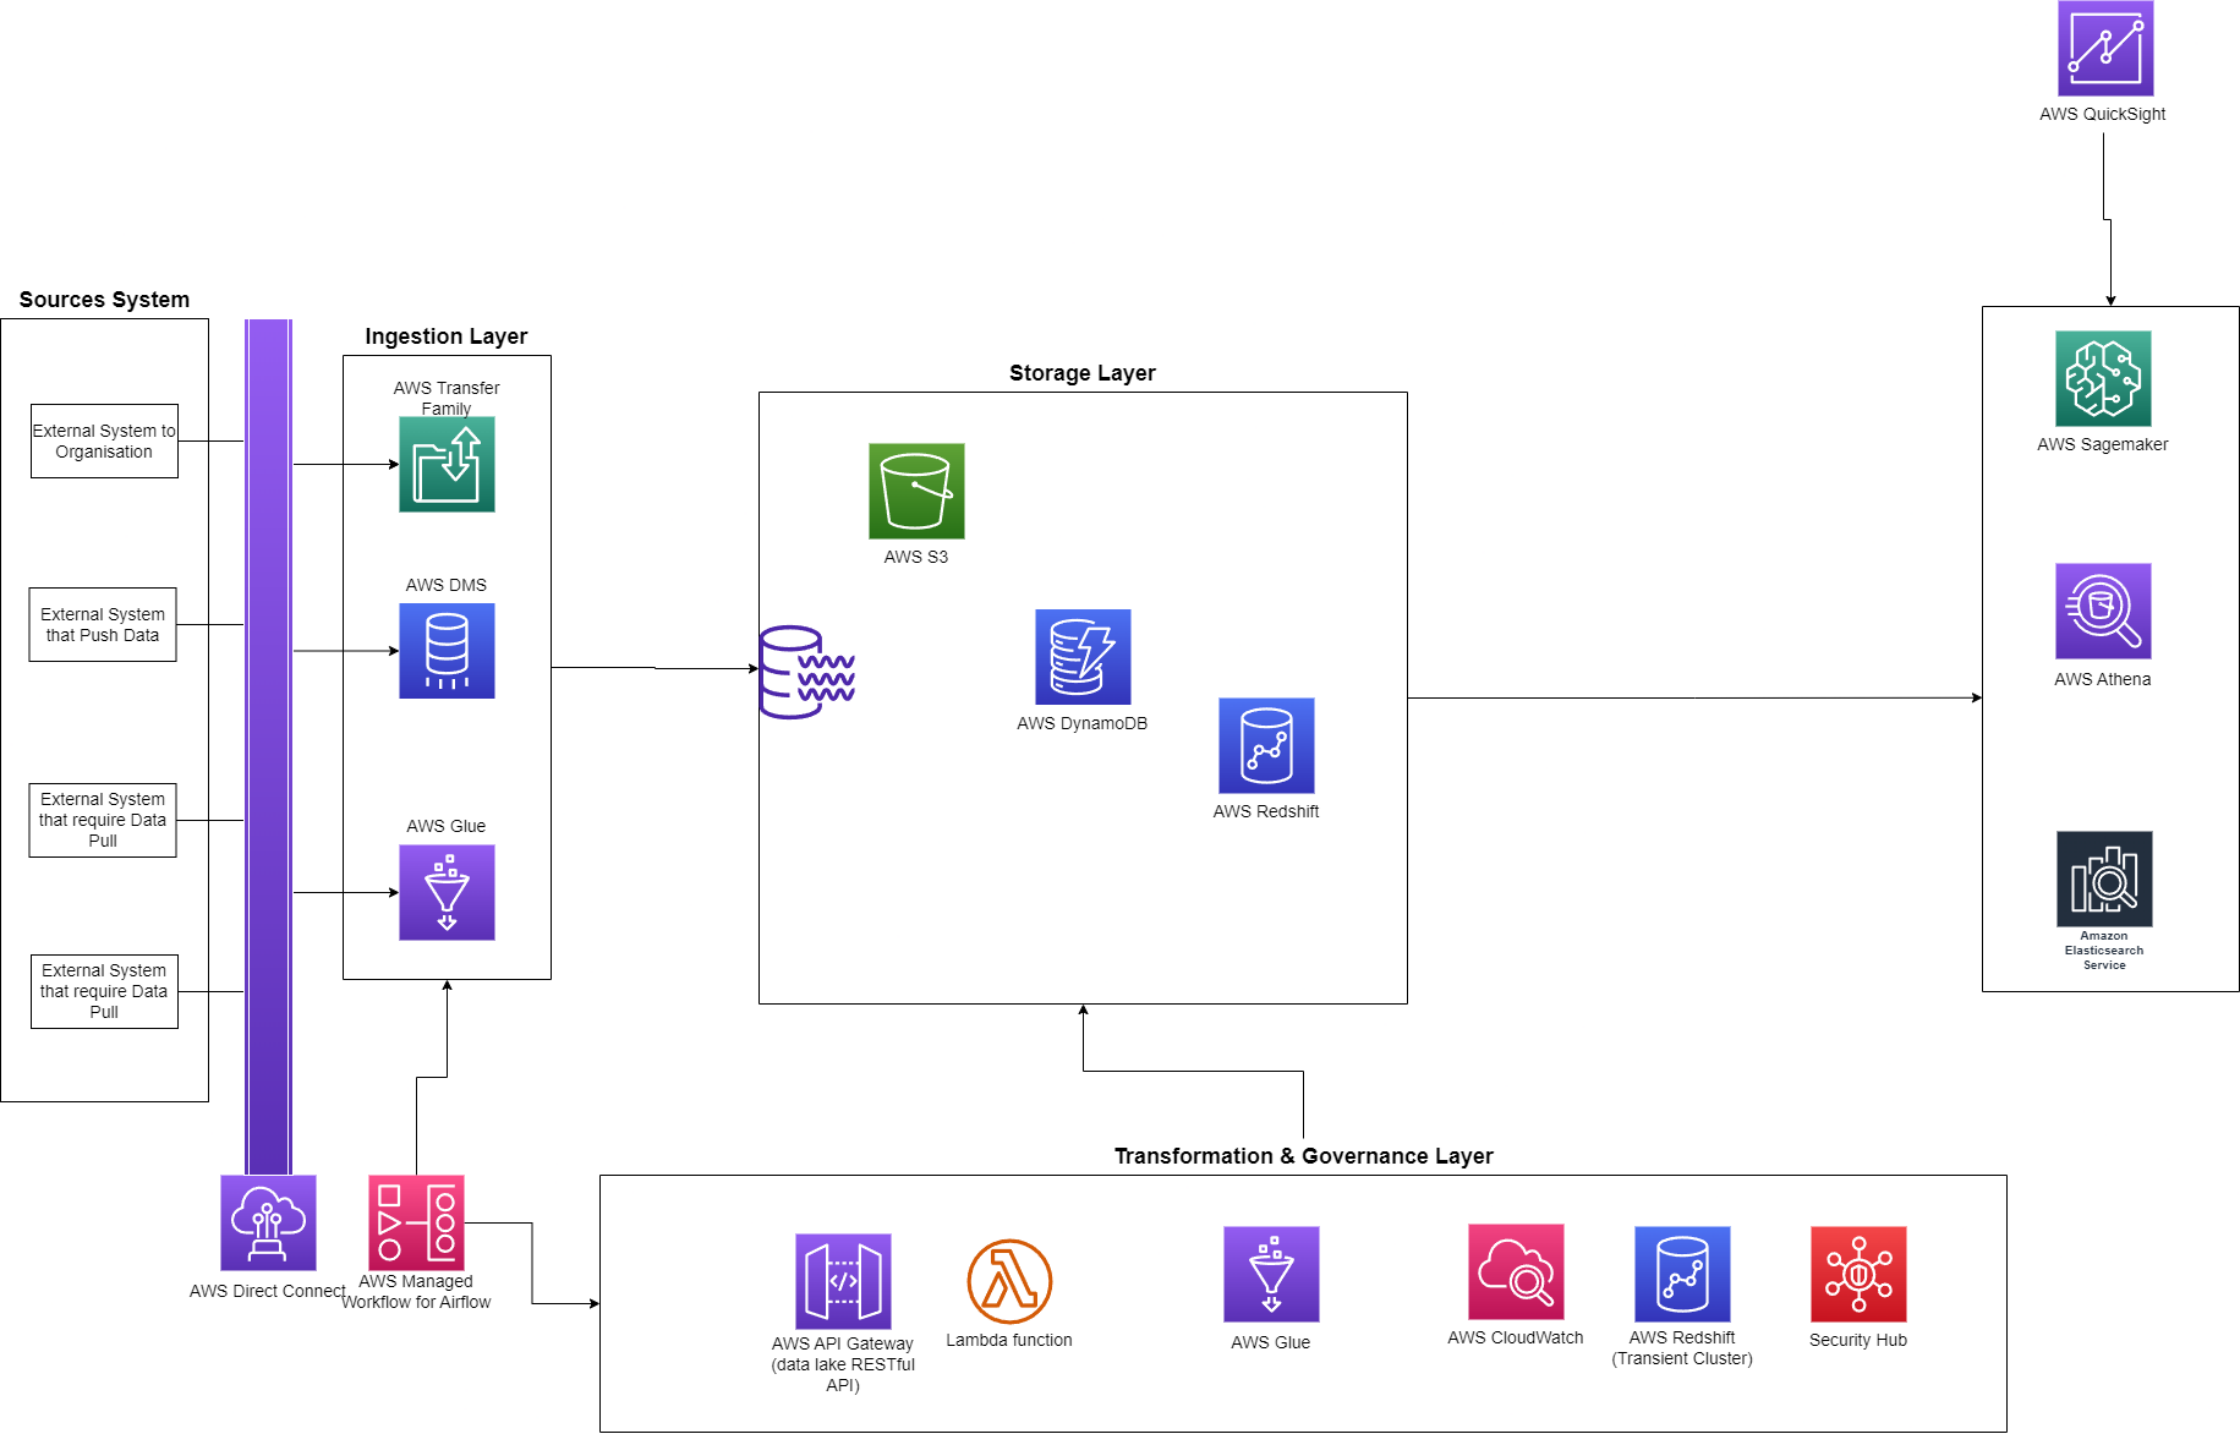 AWS QuickSight
Sources System
External System to
Organisation
External System
that Push Data
External System
that require Data
Pull
External System
that require Data
Pull
Ingestion Layer
AWS Transfer
Family
AWS DMS
AWS Glue
Storage Layer
AWS S3
AWS DynamoDB
AWS Redshift
AWS Sagemaker
AWS Athena
Amazon
Elasticsearch
Service
AWS Direct Connect
AWS Managed
Workflow for Airflow
Transformation & Governance Layer
AWS API Gateway
(data lake RESTful
API)
Lambda function
AWS Glue
AWS CloudWatch
AWS Redshift
(Transient Cluster)
Security Hub